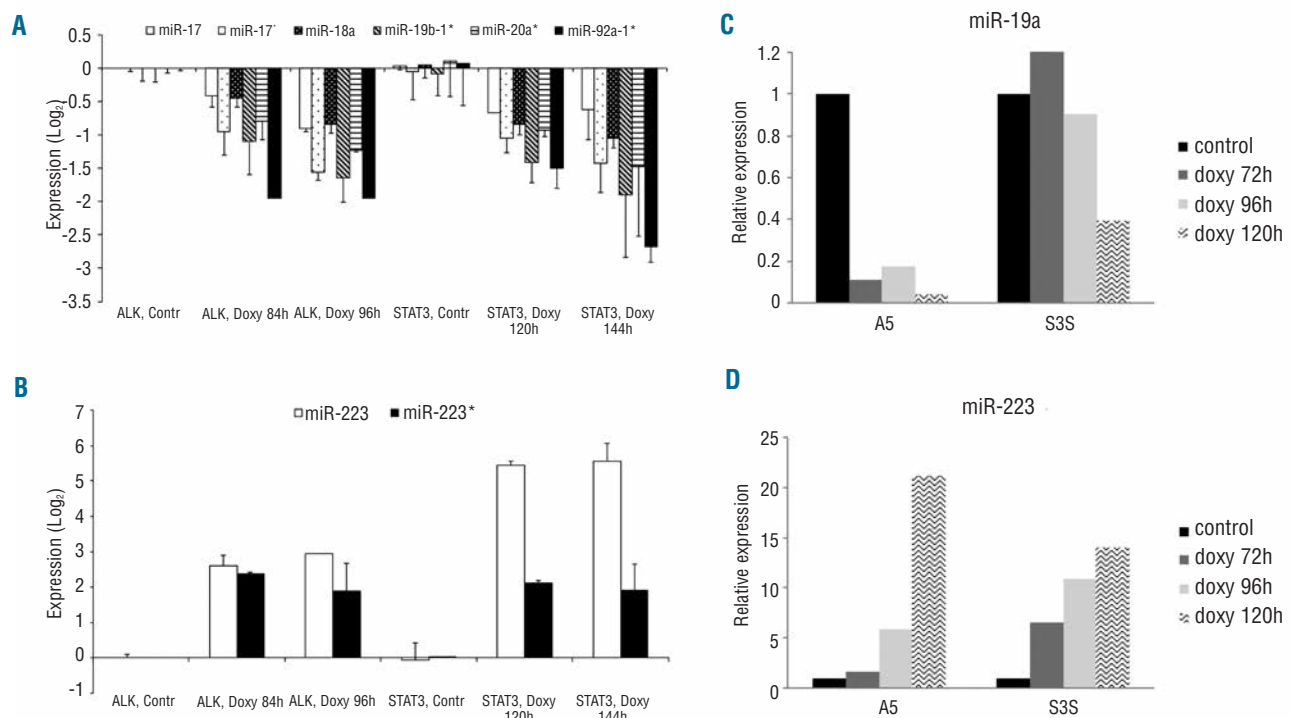 A
miR-17 miR-17* miR-18a miR-19b-1* miR-20a* miR-92a-1*
Expression (Log2)
0.5
0
-0.5
-1
-1.5
-2
-2.5
-3
-3.5
ALK, Contr ALK, Doxy 84h ALK, Doxy 96h STAT3, Contr STAT3, Doxy 120h STAT3, Doxy 144h
B
miR-223 miR-223*
Expression (Log2)
7
6
5
4
3
2
1
0
-1
ALK, Contr ALK, Doxy 84h ALK, Doxy 96h STAT3, Contr STAT3, Doxy 120h STAT3, Doxy 144h
C
miR-19a
Relative expression
1.2
1
0.8
0.6
0.4
0.2
0
A5 S3S
control
doxy 72h
doxy 96h
doxy 120h
D
miR-223
Relative expression
25
20
15
10
5
0
A5 S3S
control
doxy 72h
doxy 96h
doxy 120h